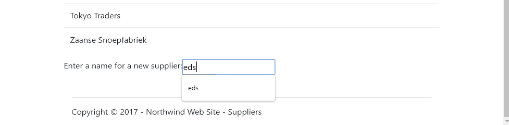 Tokyo Traders
Zaanse Snoepfabriek
Enter a name for a new supplier:eds
eds
Copyright © 2017 - Northwind Web Site - Suppliers